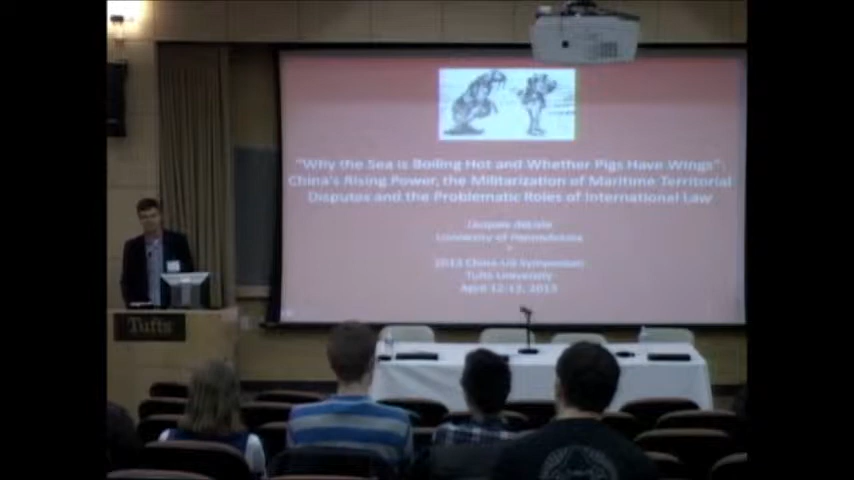 "Why the Sea is Boiling Hot and Whether Pigs Have Wings":
China's Rising Power, the Militarization of Maritime Territorial
Disputes and the Problematic Roles of International Law
Jacques deLisle
University of Pennsylvania
2013 China-US Symposium
Tufts University
April 12-13, 2013
Tufts